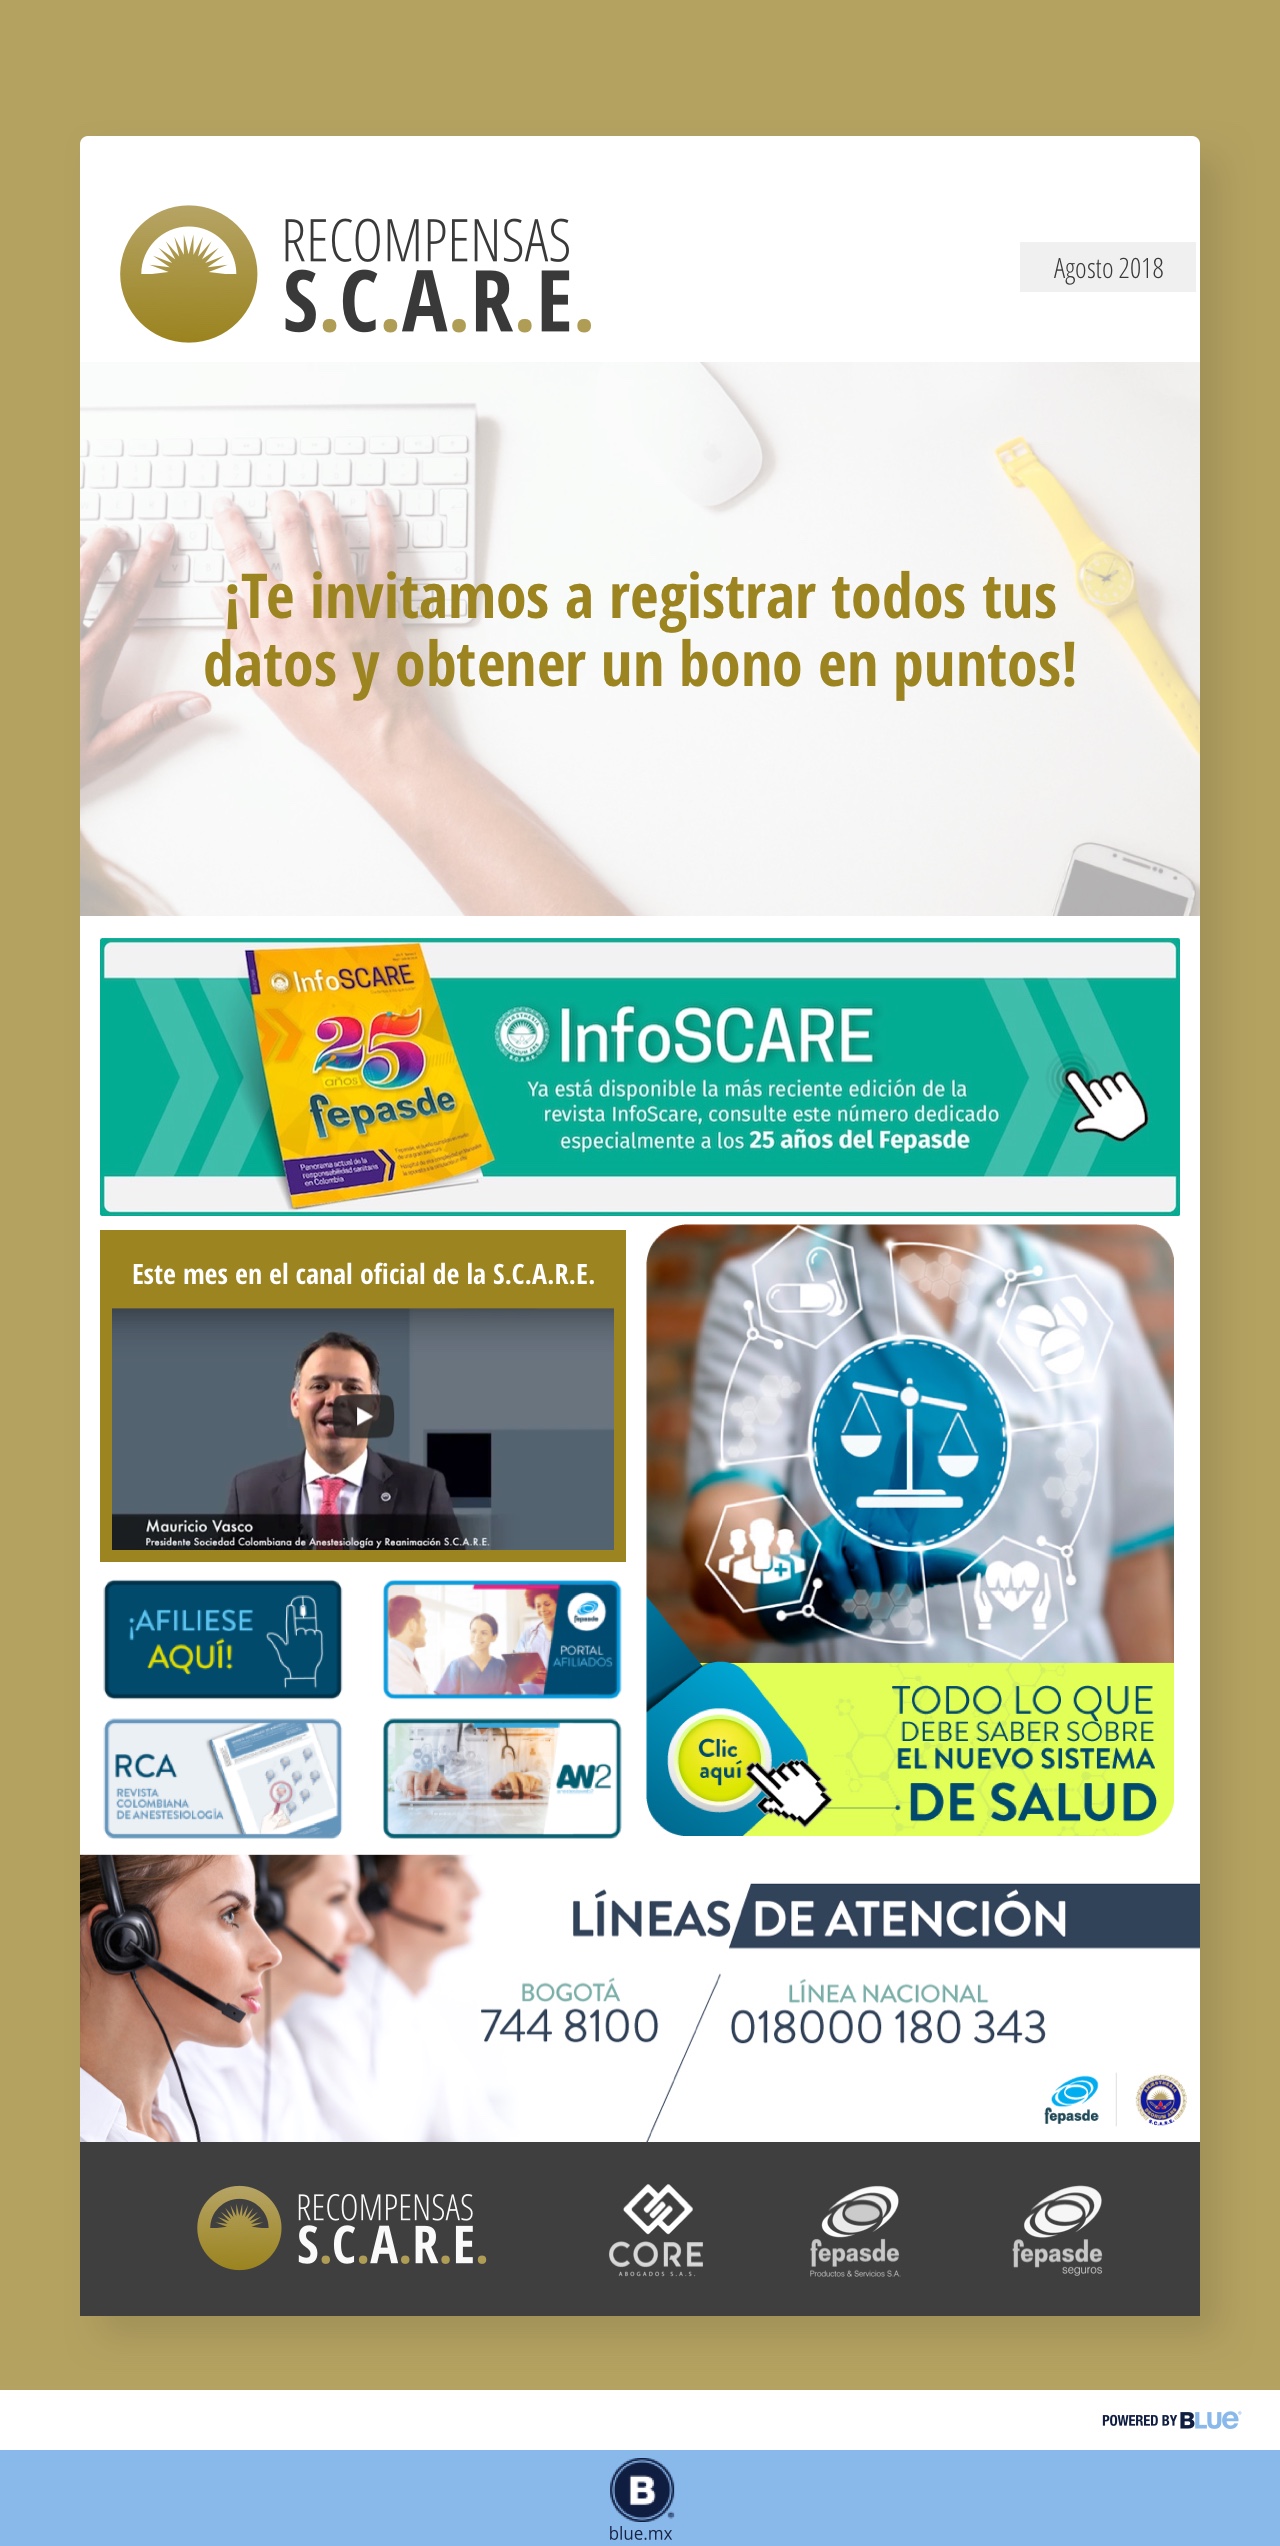 RECOMPENSAS
S.C.A.R.E.
Agosto 2018
¡Te invitamos a registrar todos tus
datos y obtener un bono en puntos!
InfoSCARE
25
años
fepasde
Panorama actual de la
responsabilidad sanitaria
en Colombia
InfoSCARE
Ya está disponible la más reciente edición de la
revista InfoScare, consulte este número dedicado
especialmente a los 25 años del Fepasde
Este mes en el canal oficial de la S.C.A.R.E.
Mauricio Vasco
Presidente Sociedad Colombiana de Anestesiología y Reanimación S.C.A.R.E.
¡AFILIESE
AQUÍ!
fepasde
PORTAL
AFILIADOS
RCA
REVISTA
COLOMBIANA
DE ANESTESIOLOGÍA
AW2
Clic
aquí
TODO LO QUE
DEBE SABER SOBRE
EL NUEVO SISTEMA
DE SALUD
LÍNEAS DE ATENCIÓN
BOGOTÁ
744 8100
LÍNEA NACIONAL
018000 180 343
fepasde
S.C.A.R.E.
RECOMPENSAS
S.C.A.R.E.
CORE
ABOGADOS S.A.S.
fepasde
Productos & Servicios S.A.
fepasde
seguros
POWERED BY BLUE
B
blue.mx